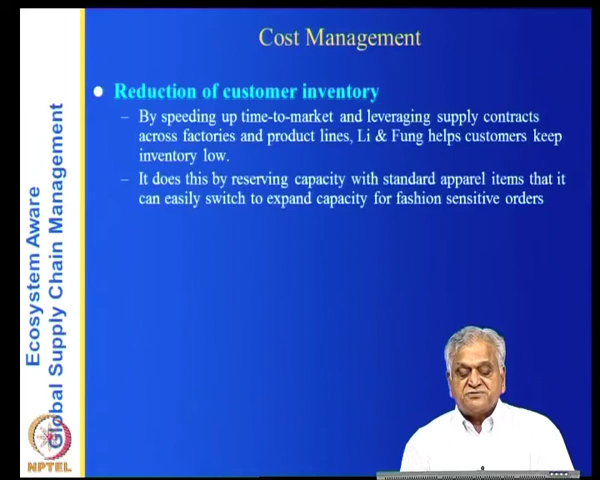 Cost Management
Reduction of customer inventory
– By speeding up time-to-market and leveraging supply contracts
across factories and product lines, Li & Fung helps customers keep
inventory low.
– It does this by reserving capacity with standard apparel items that it
can easily switch to expand capacity for fashion sensitive orders
Ecosystem Aware
Global Supply Chain Management
NPTEL